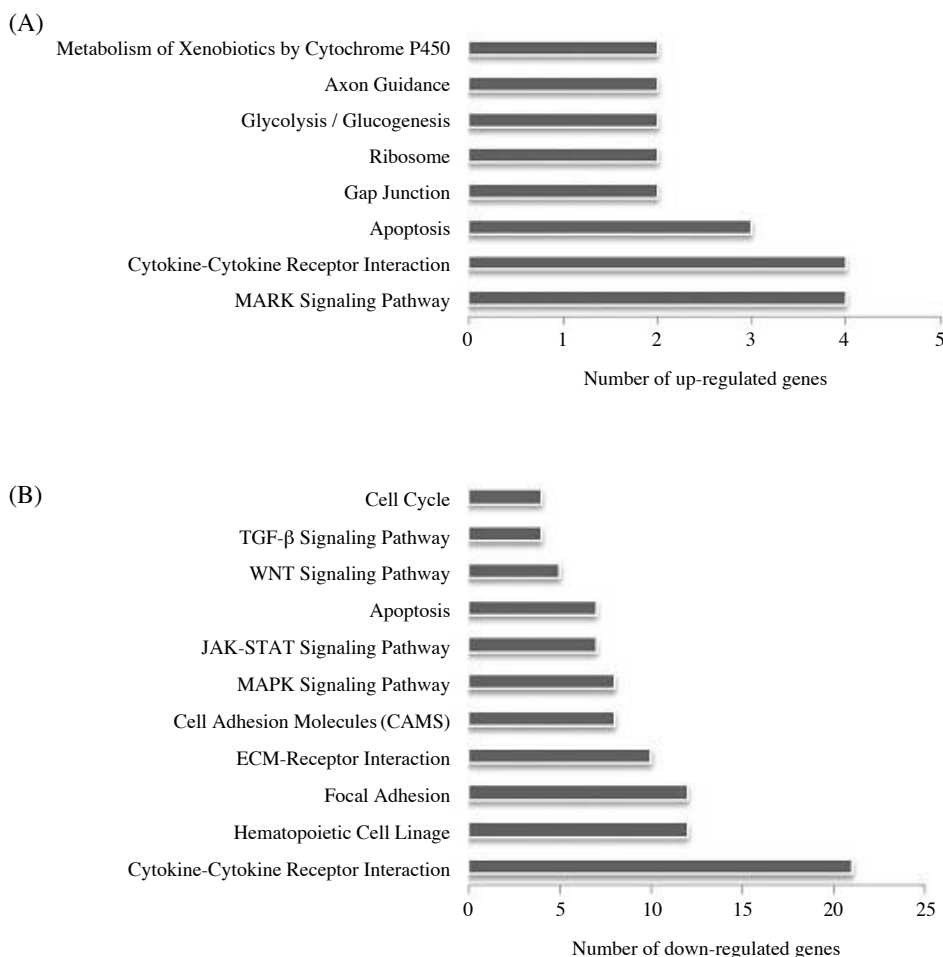 (A)
Metabolism of Xenobiotics by Cytochrome P450
Axon Guidance
Glycolysis / Glucogenesis
Ribosome
Gap Junction
Apoptosis
Cytokine-Cytokine Receptor Interaction
MARK Signaling Pathway
0 1 2 3 4 5
Number of up-regulated genes
(B)
Cell Cycle
TGF-β Signaling Pathway
WNT Signaling Pathway
Apoptosis
JAK-STAT Signaling Pathway
MAPK Signaling Pathway
Cell Adhesion Molecules (CAMS)
ECM-Receptor Interaction
Focal Adhesion
Hematopoietic Cell Linage
Cytokine-Cytokine Receptor Interaction
0 5 10 15 20 25
Number of down-regulated genes